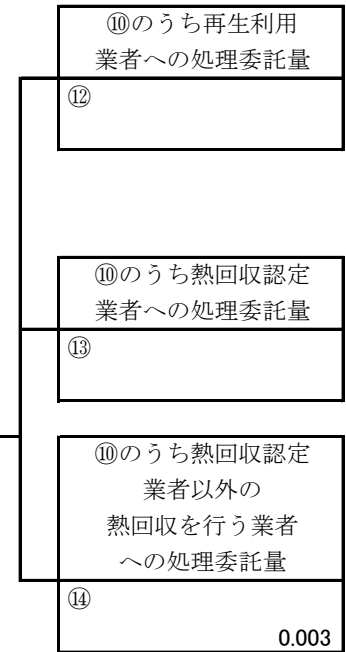 ⑩のうち再生利用
業者への処理委託量
⑫
⑩のうち熱回収認定
業者への処理委託量
⑬
⑩のうち熱回収認定
業者以外の
熱回収を行う業者
への処理委託量
⑭
0.003